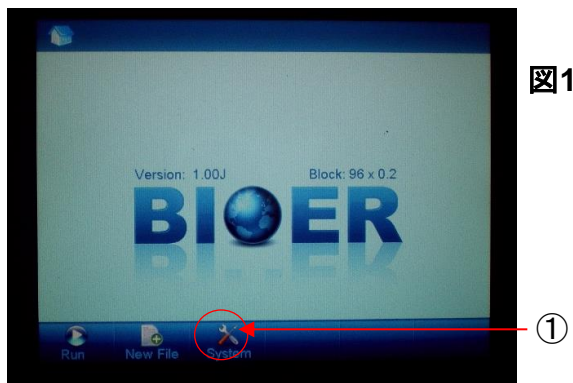 図1
Version: 1.00J Block: 96 x 0.2
BIOER
Run New File System
①